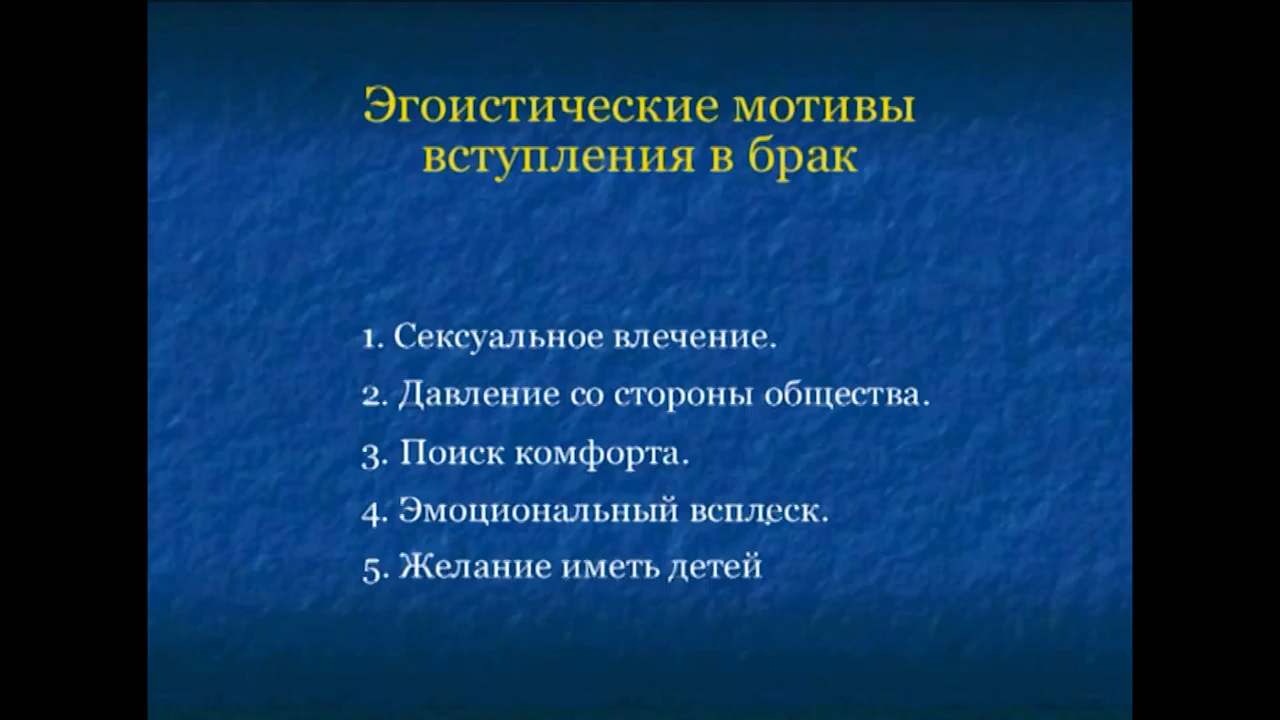 Эгоистические мотивы
вступления в брак
1. Сексуальное влечение.
2. Давление со стороны общества.
3. Поиск комфорта.
4. Эмоциональный всплеск.
5. Желание иметь детей